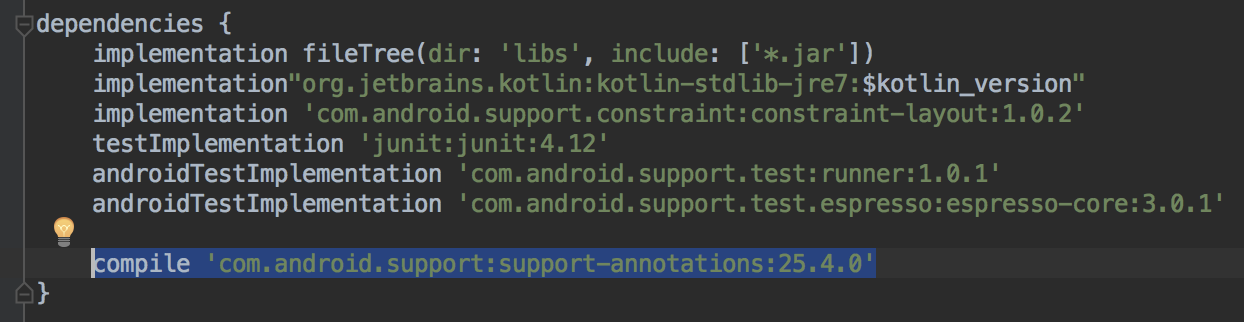 dependencies {
    implementation fileTree(dir: 'libs', include: ['*.jar'])
    implementation"org.jetbrains.kotlin:kotlin-stdlib-jre7:$kotlin_version"
    implementation 'com.android.support.constraint:constraint-layout:1.0.2'
    testImplementation 'junit:junit:4.12'
    androidTestImplementation 'com.android.support.test:runner:1.0.1'
    androidTestImplementation 'com.android.support.test.espresso:espresso-core:3.0.1'
    compile 'com.android.support:support-annotations:25.4.0'
}